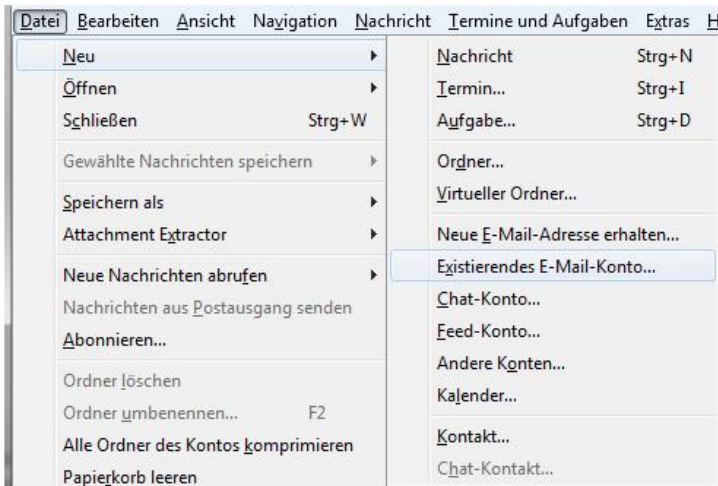 Datei Bearbeiten Ansicht Navigation Nachricht Termine und Aufgaben Extras H
Neu
Öffnen
Schließen Strg+W
Gewählte Nachrichten speichern
Speichern als
Attachment Extractor
Neue Nachrichten abrufen
Nachrichten aus Postausgang senden
Abonnieren...
Ordner löschen
Ordner umbenennen... F2
Alle Ordner des Kontos komprimieren
Papierkorb leeren
Nachricht Strg+N
Termin... Strg+I
Aufgabe... Strg+D
Ordner...
Virtueller Ordner...
Neue E-Mail-Adresse erhalten...
Existierendes E-Mail-Konto...
Chat-Konto...
Feed-Konto...
Andere Konten...
Kalender...
Kontakt...
Chat-Kontakt...